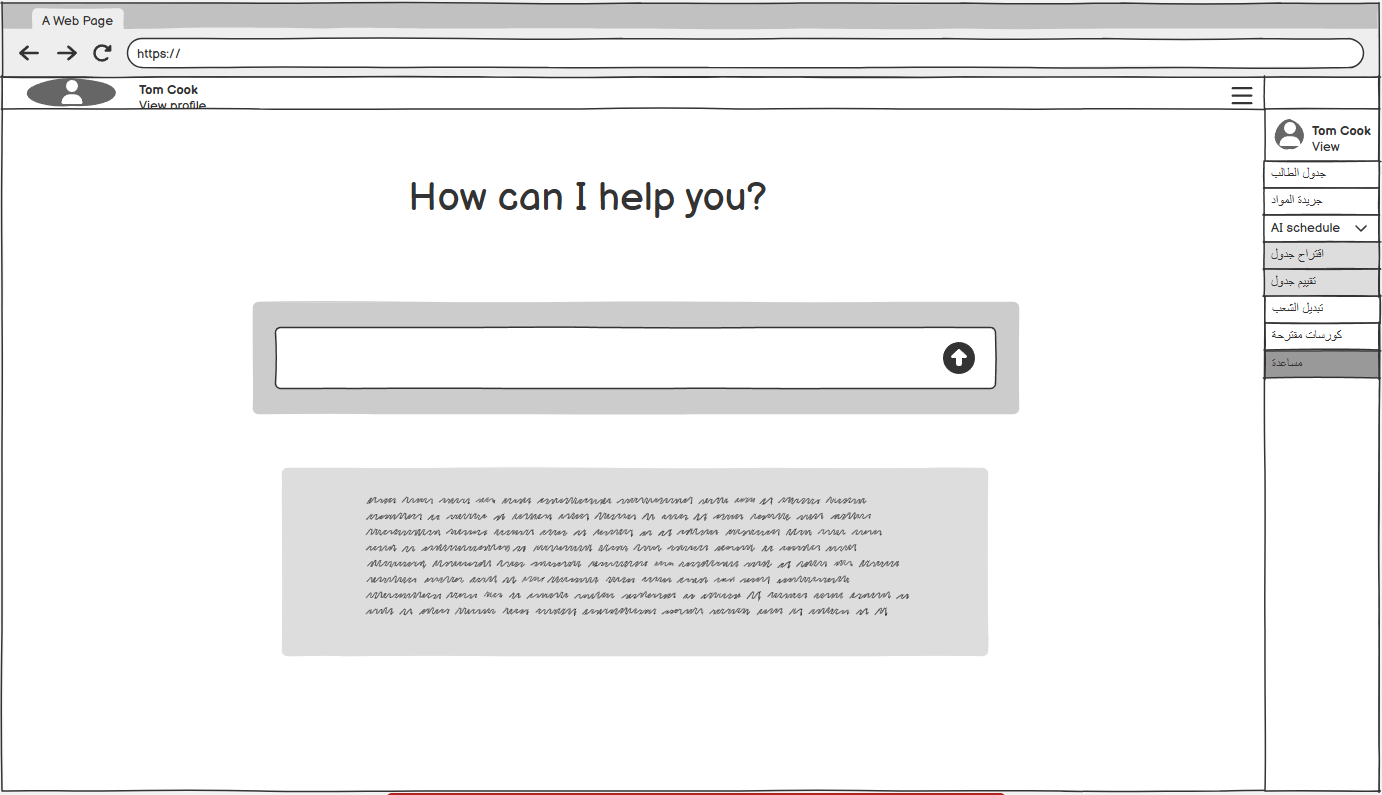 A Web Page
https://
Tom Cook
View profile
How can I help you?
Tom Cook
View
جدول الطالب
جريدة المواد
AI schedule
اقتراح جدول
تقييم جدول
تبديل الشعب
كورسات مقترحة
مساعدة